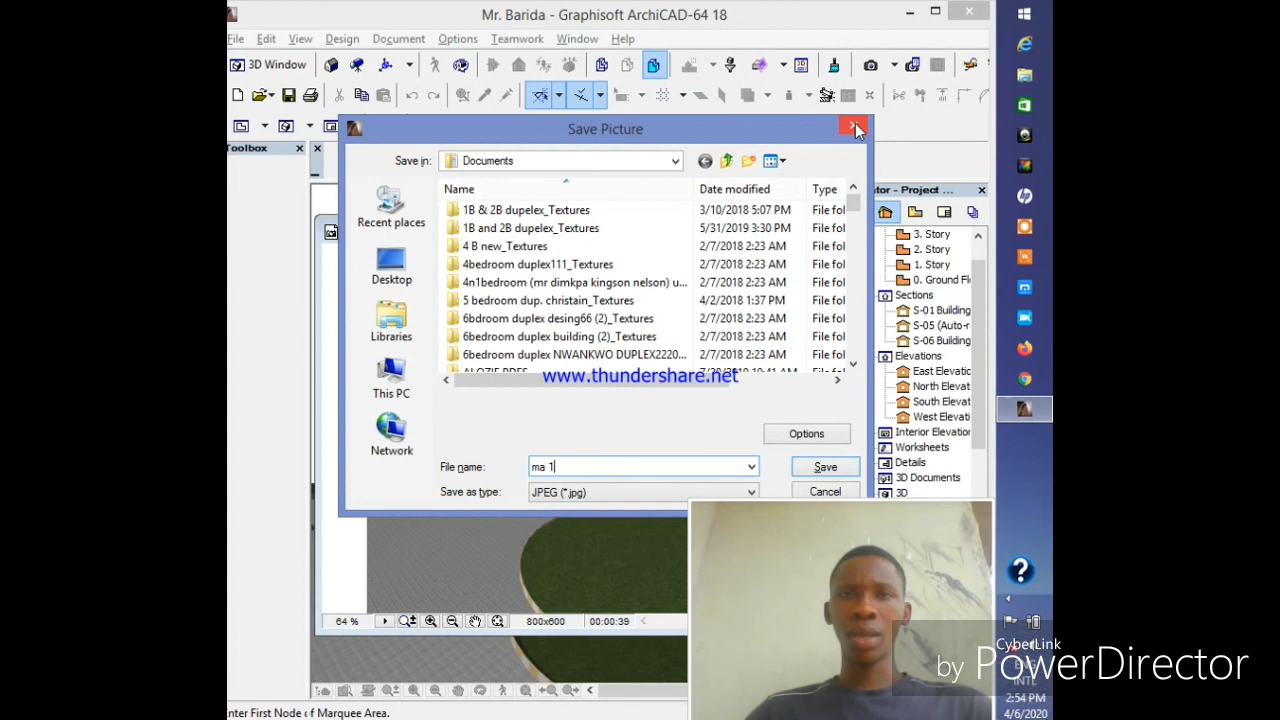 Mr. Barida - Graphisoft ArchiCAD-64 18
File Edit View Design Document Options Teamwork Window Help
3D Window
Toolbox
Save Picture
Save in: Documents
Name Date modified Type
Recent places
Desktop
Libraries
This PC
Network
1B & 2B dupelex_Textures 3/10/2018 5:07 PM File fol
1B and 2B dupelex_Textures 5/31/2019 3:30 PM File fol
4 B new_Textures 2/7/2018 2:23 AM File fol
4bedroom duplex111_Textures 2/7/2018 2:23 AM File fol
4n1bedroom (mr dimkpa kingson nelson) u... 2/7/2018 2:23 AM File fol
5 bedroom dup. christain_Textures 4/2/2018 1:37 PM File fol
6bdroom duplex desing66 (2)_Textures 2/7/2018 2:23 AM File fol
6bedroom duplex building (2)_Textures 2/7/2018 2:23 AM File fol
6bedroom duplex NWANKWO DUPLEX2220... 2/7/2018 2:23 AM File fol
www.thundershare.net
Options
File name: ma 1 Save
Save as type: JPEG (*.jpg) Cancel
ator - Project ...
3. Story
2. Story
1. Story
0. Ground Fl
Sections
S-01 Building
S-05 (Auto-r
S-06 Building
Elevations
East Elevatio
North Elevat
South Elevat
West Elevati
Interior Elevatio
Worksheets
Details
3D Documents
3D
64 % 800x600 00:00:39
nter First Node of Marquee Area.
CyberLink
by PowerDirector
ENG
INTL
2:54 PM
4/6/2020